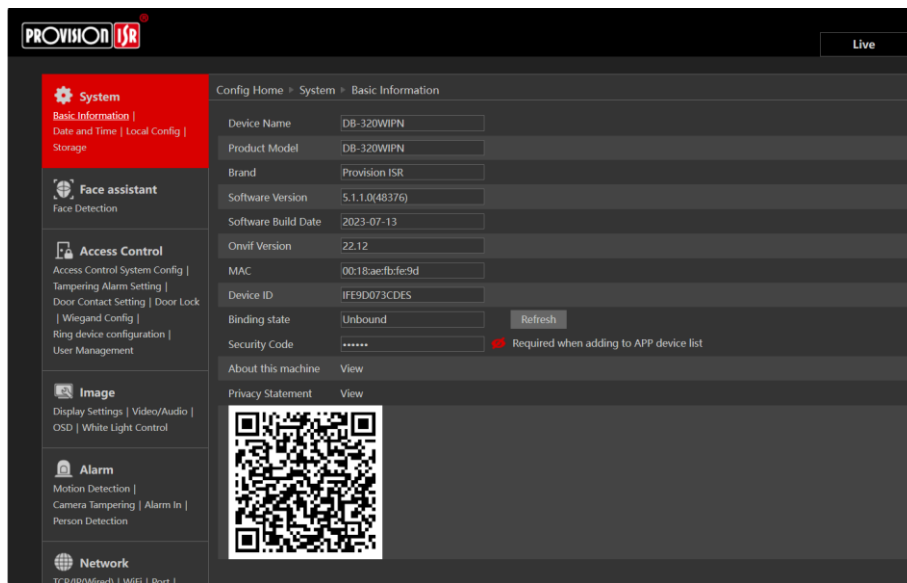 PROVISION ISR
Live
System
Basic Information |
Date and Time | Local Config |
Storage
Face assistant
Face Detection
Access Control
Access Control System Config |
Tampering Alarm Setting |
Door Contact Setting | Door Lock
| Wiegand Config |
Ring device configuration |
User Management
Image
Display Settings | Video/Audio |
OSD | White Light Control
Alarm
Motion Detection |
Camera Tampering | Alarm In |
Person Detection
Network
TCP/IP(Wired) | WiFi | Port |
Config Home ▸ System ▸ Basic Information
Device Name DB-320WIPN
Product Model DB-320WIPN
Brand Provision ISR
Software Version 5.1.1.0(48376)
Software Build Date 2023-07-13
Onvif Version 22.12
MAC 00:18:ae:fb:fe:9d
Device ID IFE9D073CDES
Binding state Unbound Refresh
Security Code •••••• Required when adding to APP device list
About this machine View
Privacy Statement View